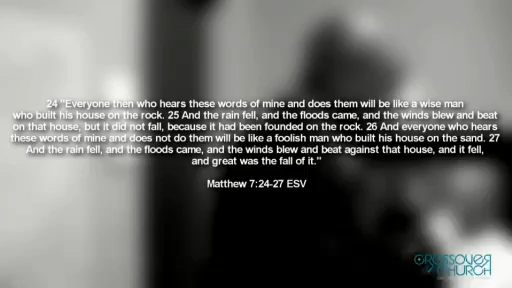 24 "Everyone then who hears these words of mine and does them will be like a wise man
who built his house on the rock. 25 And the rain fell, and the floods came, and the winds blew and beat
on that house, but it did not fall, because it had been founded on the rock. 26 And everyone who hears
these words of mine and does not do them will be like a foolish man who built his house on the sand. 27
And the rain fell, and the floods came, and the winds blew and beat against that house, and it fell,
and great was the fall of it."
Matthew 7:24-27 ESV
CROSSOVER
CHURCH